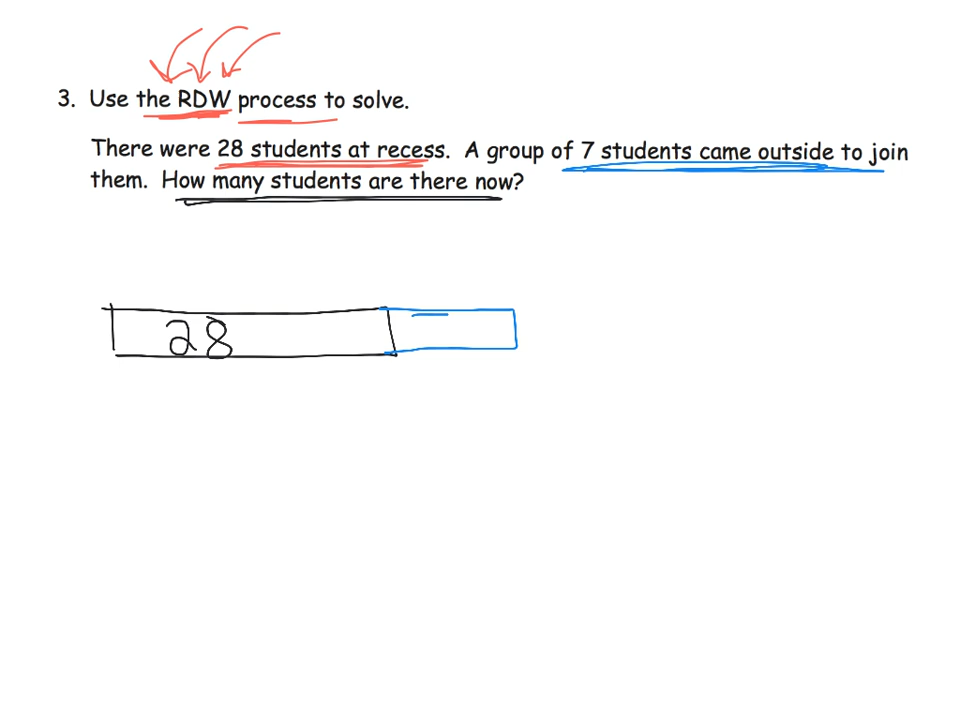 3. Use the RDW process to solve.
There were 28 students at recess. A group of 7 students came outside to join
them. How many students are there now?
28